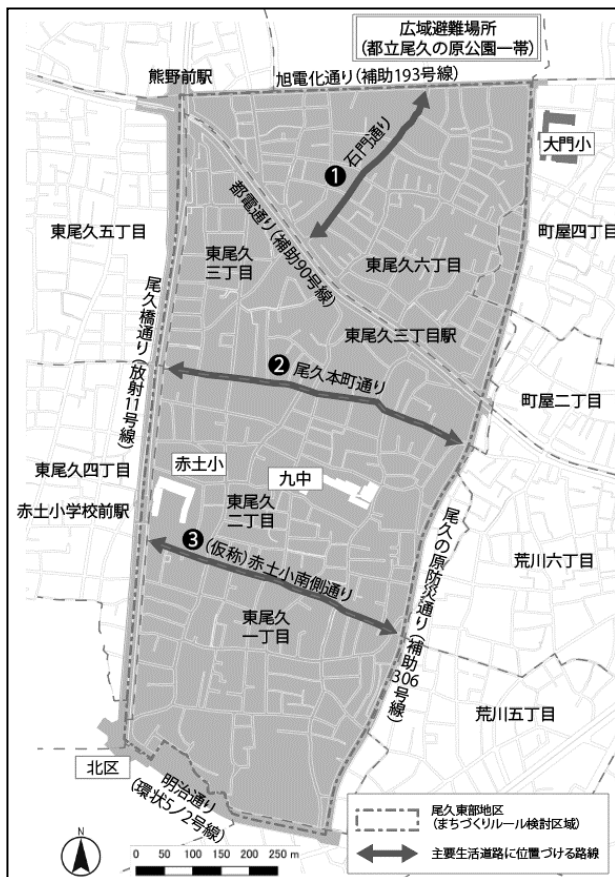 広域避難場所
(都立尾久の原公園一帯)
熊野前駅
旭電化通り(補助193号線)
大門小
❶ 石門通り
都電通り(補助90号線)
東尾久五丁目
東尾久
三丁目
東尾久六丁目
町屋四丁目
尾久橋通り(放射11号線)
東尾久三丁目駅
❷ 尾久本町通り
町屋二丁目
東尾久四丁目
赤土小
九中
赤土小学校前駅
東尾久
二丁目
尾久の原防災通り(補助306号線)
❸ (仮称)赤土小南側通り
荒川六丁目
東尾久
一丁目
荒川五丁目
北区
明治通り
(環状5ノ2号線)
尾久東部地区
(まちづくりルール検討区域)
主要生活道路に位置づける路線
N
0 50 100 150 200 250 m